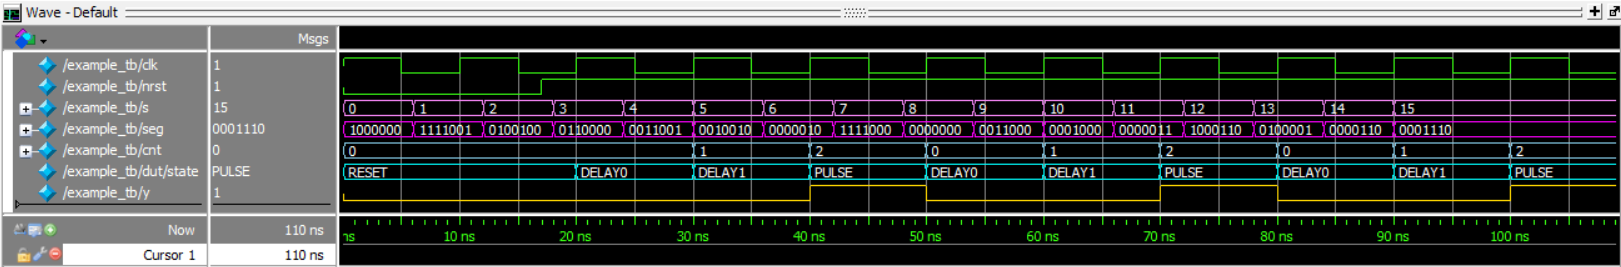 Wave - Default
Msgs
/example_tb/clk 1
/example_tb/nrst 1
/example_tb/s 15 0 1 2 3 4 5 6 7 8 9 10 11 12 13 14 15
/example_tb/seg 0001110 1000000 1111001 0100100 0110000 0011001 0010010 0000010 1111000 0000000 0011000 0001000 0000011 1000110 0100001 0000110 0001110
/example_tb/cnt 0 0 1 2 0 1 2 0 1 2
/example_tb/dut/state PULSE RESET DELAY0 DELAY1 PULSE DELAY0 DELAY1 PULSE DELAY0 DELAY1 PULSE
/example_tb/y 1
Now 110 ns ns 10 ns 20 ns 30 ns 40 ns 50 ns 60 ns 70 ns 80 ns 90 ns 100 ns
Cursor 1 110 ns